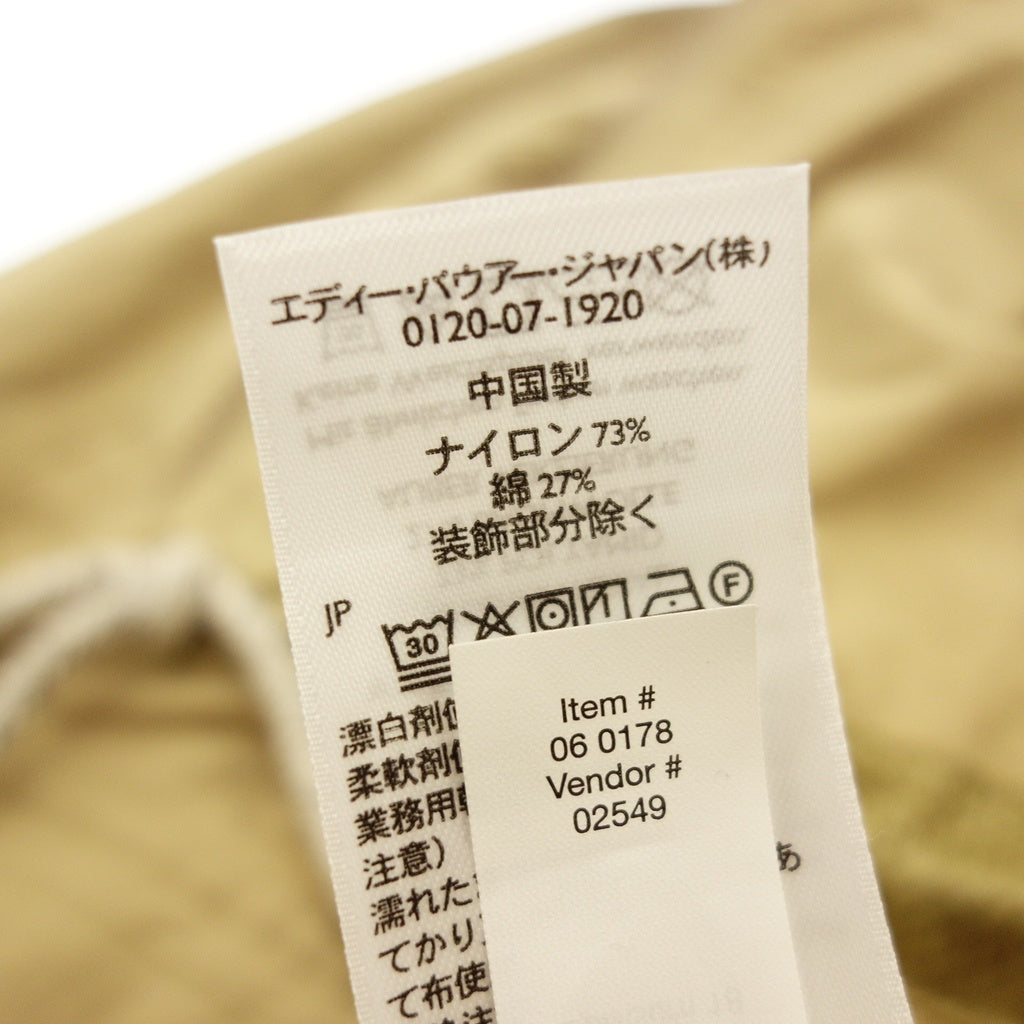 エディー・バウアー・ジャパン(株)
0120-07-1920
中国製
ナイロン 73%
綿 27%
装飾部分除く
JP
30
F
Item #
06 0178
Vendor #
02549
漂白剤
柔軟剤
業務用
注意)
濡れた
てかり
て布使
あ